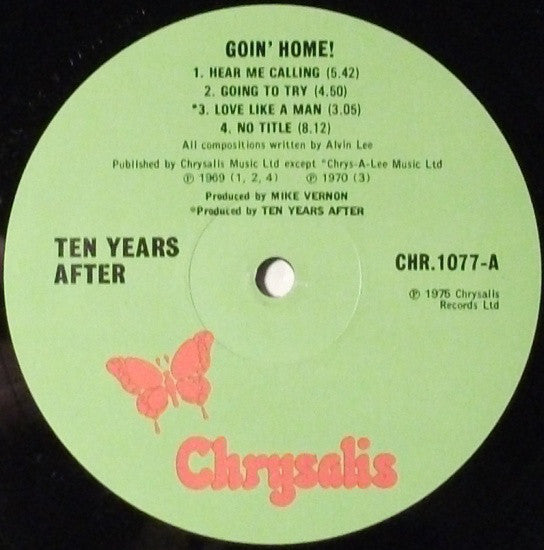 GOIN' HOME!
1. HEAR ME CALLING (5.42)
2. GOING TO TRY (4.50)
*3. LOVE LIKE A MAN (3.05)
4. NO TITLE (8.12)
All compositions written by Alvin Lee
Published by Chrysalis Music Ltd except *Chrys-A-Lee Music Ltd
℗ 1969 (1, 2, 4) ℗ 1970 (3)
Produced by MIKE VERNON
*Produced by TEN YEARS AFTER
TEN YEARS
AFTER
CHR.1077-A
℗ 1975 Chrysalis
Records Ltd
Chrysalis